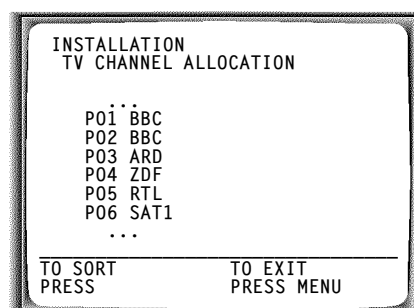 INSTALLATION
TV CHANNEL ALLOCATION
...
P01 BBC
P02 BBC
P03 ARD
P04 ZDF
P05 RTL
P06 SAT1
...
TO SORT TO EXIT
PRESS PRESS MENU